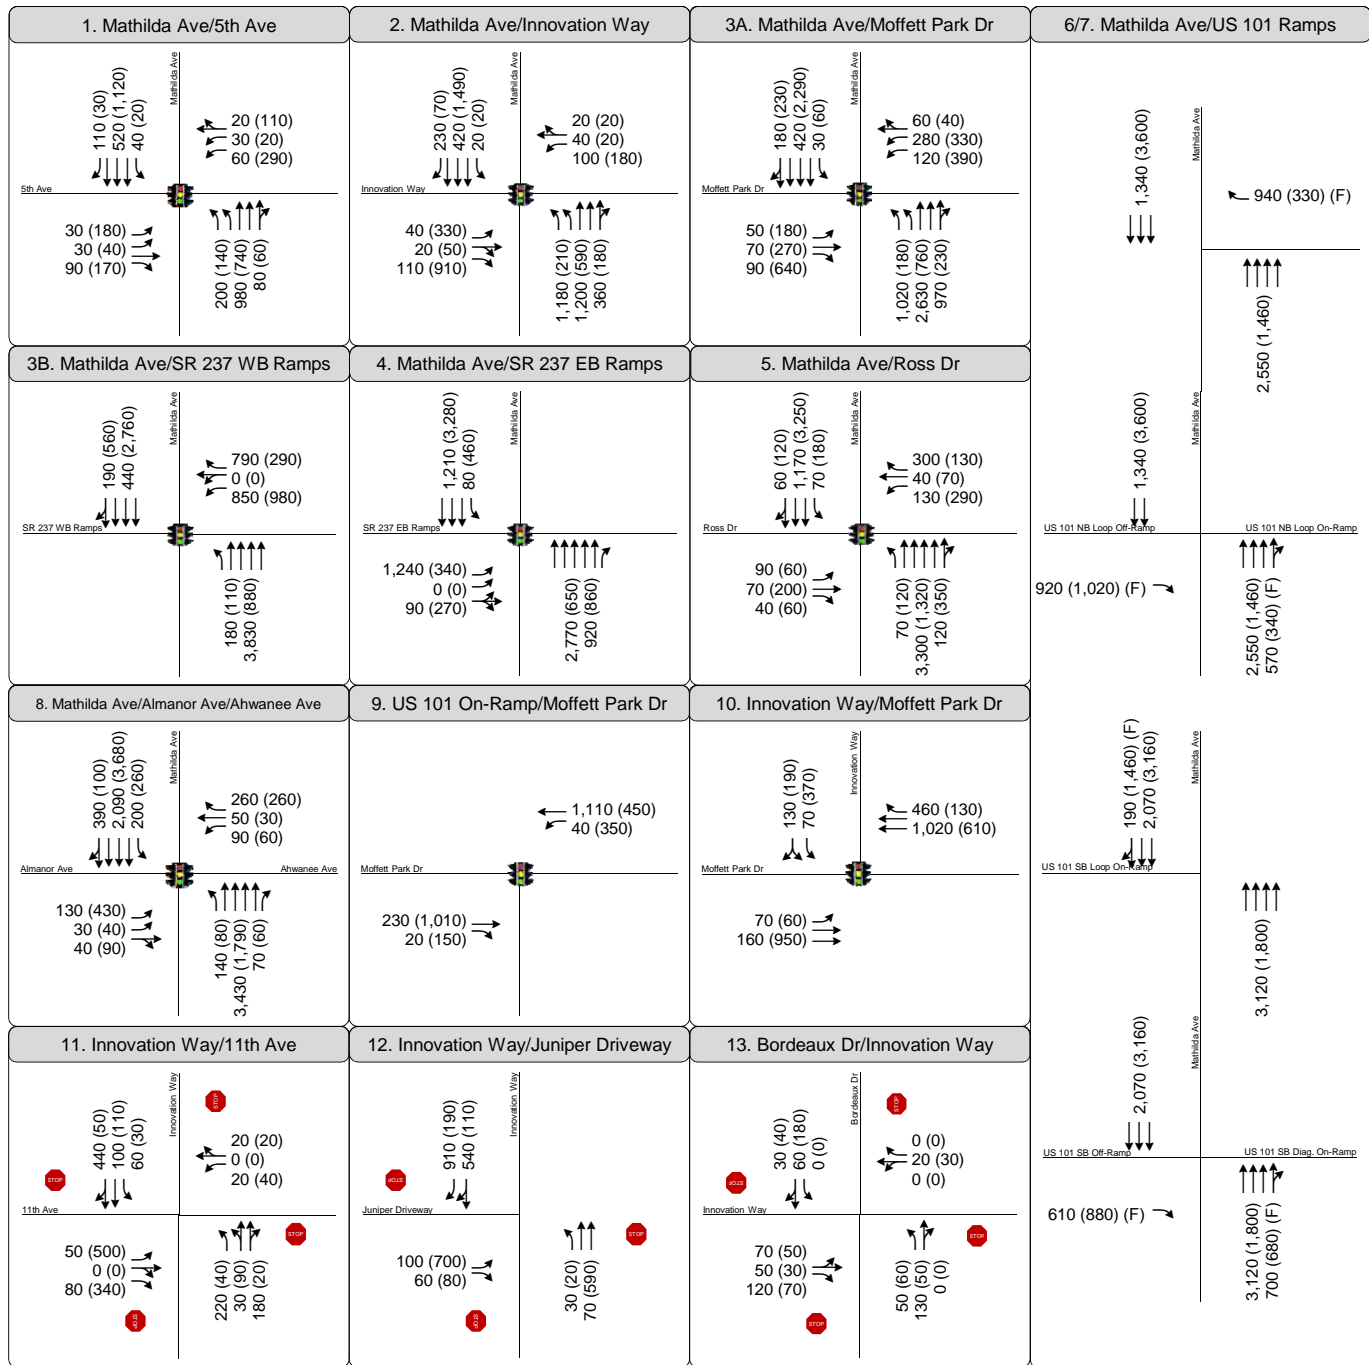 1. Mathilda Ave/5th Ave
Mathilda Ave
110 (30)
520 (1,120)
40 (20)
20 (110)
30 (20)
60 (290)
5th Ave
30 (180)
30 (40)
90 (170)
200 (140)
980 (740)
80 (60)
2. Mathilda Ave/Innovation Way
Mathilda Ave
230 (70)
420 (1,490)
20 (20)
20 (20)
40 (20)
100 (180)
Innovation Way
40 (330)
20 (50)
110 (910)
1,180 (210)
1,200 (590)
360 (180)
3A. Mathilda Ave/Moffett Park Dr
Mathilda Ave
180 (230)
420 (2,290)
30 (60)
60 (40)
280 (330)
120 (390)
Moffett Park Dr
50 (180)
70 (270)
90 (640)
1,020 (180)
2,630 (760)
970 (230)
6/7. Mathilda Ave/US 101 Ramps
Mathilda Ave
1,340 (3,600)
940 (330) (F)
2,550 (1,460)
Mathilda Ave
1,340 (3,600)
US 101 NB Loop Off-Ramp
US 101 NB Loop On-Ramp
920 (1,020) (F)
2,550 (1,460)
570 (340) (F)
Mathilda Ave
190 (1,460) (F)
2,070 (3,160)
US 101 SB Loop On-Ramp
3,120 (1,800)
Mathilda Ave
2,070 (3,160)
US 101 SB Off-Ramp
US 101 SB Diag. On-Ramp
610 (880) (F)
3,120 (1,800)
700 (680) (F)
3B. Mathilda Ave/SR 237 WB Ramps
Mathilda Ave
190 (560)
440 (2,760)
790 (290)
0 (0)
850 (980)
SR 237 WB Ramps
180 (110)
3,830 (880)
4. Mathilda Ave/SR 237 EB Ramps
Mathilda Ave
1,210 (3,280)
80 (460)
SR 237 EB Ramps
1,240 (340)
0 (0)
90 (270)
2,770 (650)
920 (860)
5. Mathilda Ave/Ross Dr
Mathilda Ave
60 (120)
1,170 (3,250)
70 (180)
300 (130)
40 (70)
130 (290)
Ross Dr
90 (60)
70 (200)
40 (60)
70 (120)
3,300 (1,320)
120 (350)
8. Mathilda Ave/Almanor Ave/Ahwanee Ave
Mathilda Ave
390 (100)
2,090 (3,680)
200 (260)
260 (260)
50 (30)
90 (60)
Almanor Ave
Ahwanee Ave
130 (430)
30 (40)
40 (90)
140 (80)
3,430 (1,790)
70 (60)
9. US 101 On-Ramp/Moffett Park Dr
1,110 (450)
40 (350)
Moffett Park Dr
230 (1,010)
20 (150)
10. Innovation Way/Moffett Park Dr
Innovation Way
130 (190)
70 (370)
460 (130)
1,020 (610)
Moffett Park Dr
70 (60)
160 (950)
11. Innovation Way/11th Ave
Innovation Way
STOP
440 (50)
100 (110)
60 (30)
20 (20)
0 (0)
20 (40)
STOP
11th Ave
50 (500)
0 (0)
80 (340)
STOP
220 (40)
30 (90)
180 (20)
STOP
12. Innovation Way/Juniper Driveway
Innovation Way
910 (190)
540 (110)
STOP
Juniper Driveway
100 (700)
60 (80)
STOP
30 (20)
70 (590)
STOP
13. Bordeaux Dr/Innovation Way
Bordeaux Dr
STOP
30 (40)
60 (180)
0 (0)
0 (0)
20 (30)
0 (0)
STOP
Innovation Way
70 (50)
50 (30)
120 (70)
STOP
50 (60)
130 (50)
0 (0)
STOP